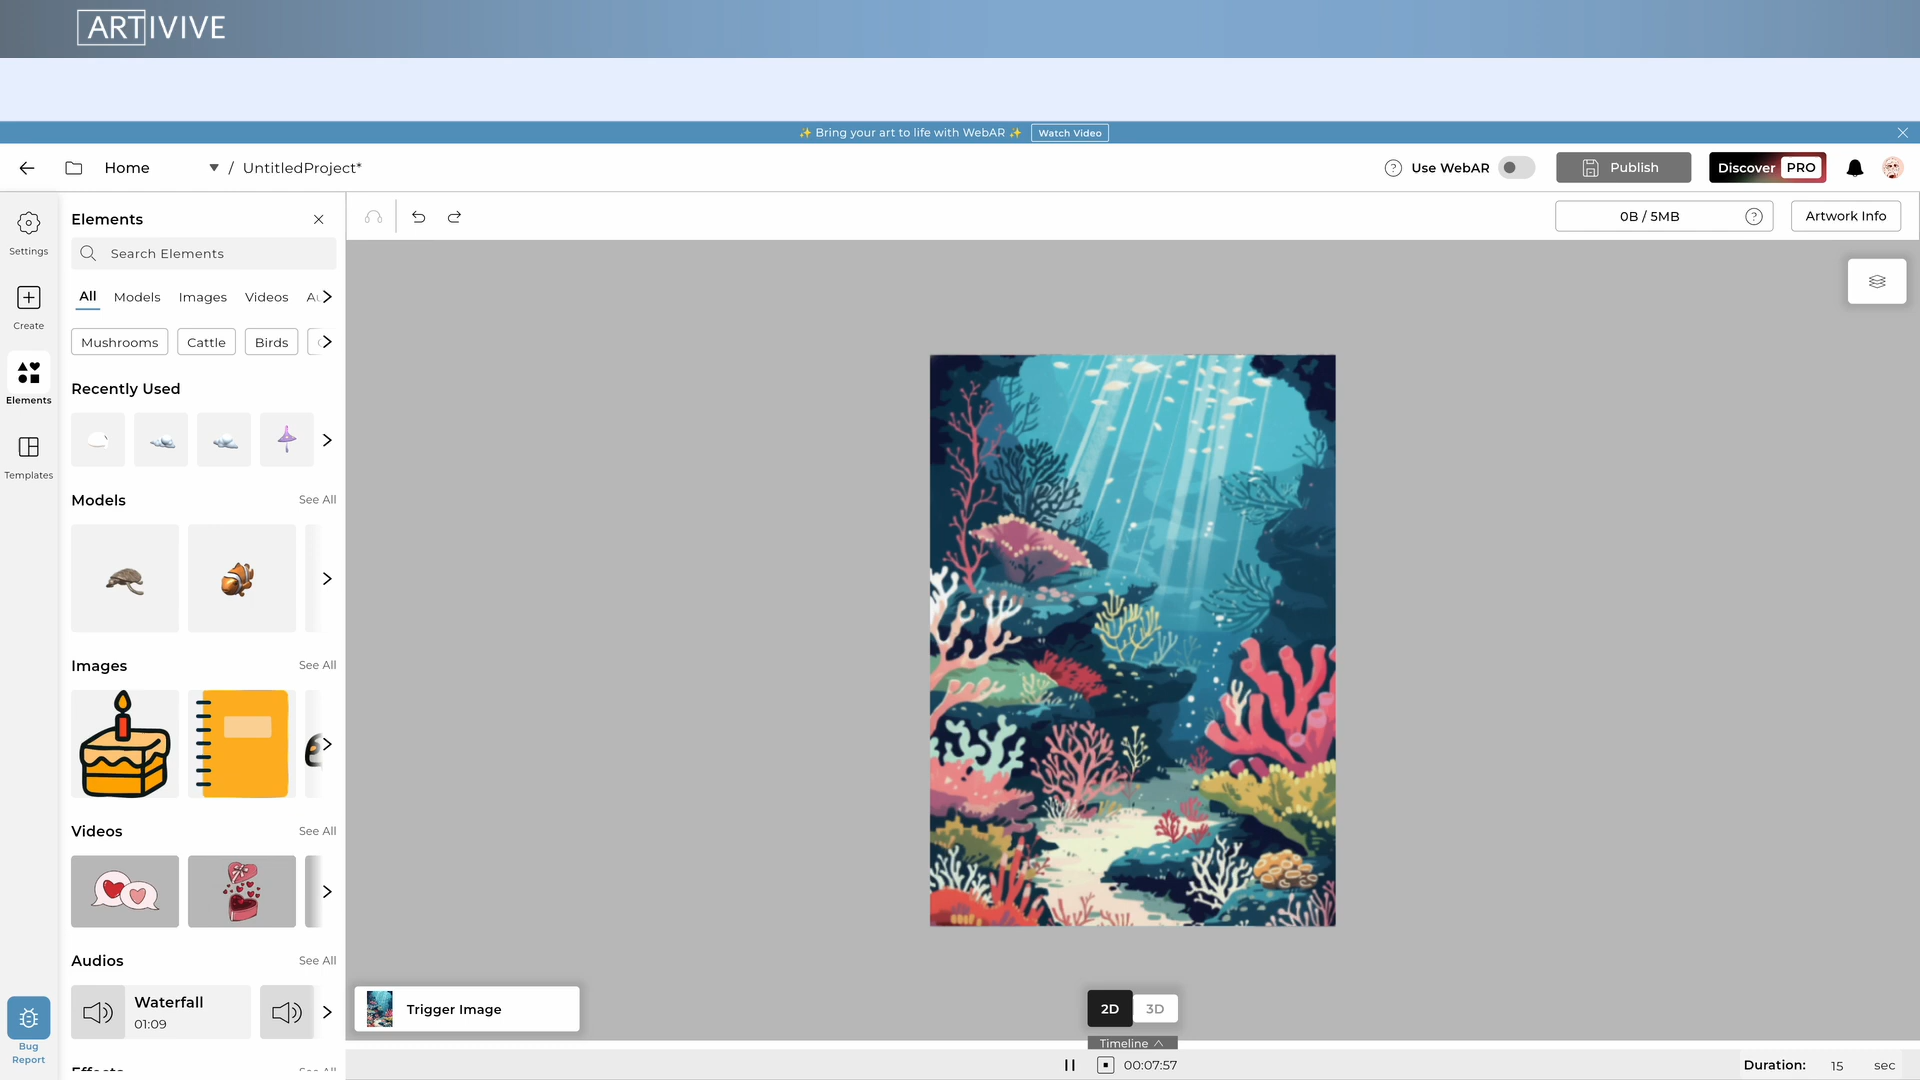 ARTIVIVE
✨ Bring your art to life with WebAR ✨ Watch Video
Home / UntitledProject*
? Use WebAR Publish Discover PRO
Settings
Create
Elements
Templates
Bug
Report
Elements
Search Elements
All Models Images Videos
Mushrooms Cattle Birds
Recently Used
Models See All
Images See All
Videos See All
Audios See All
Waterfall
01:09
0B / 5MB ? Artwork Info
Trigger Image
2D 3D
Timeline
00:07:57
Duration: 15 sec